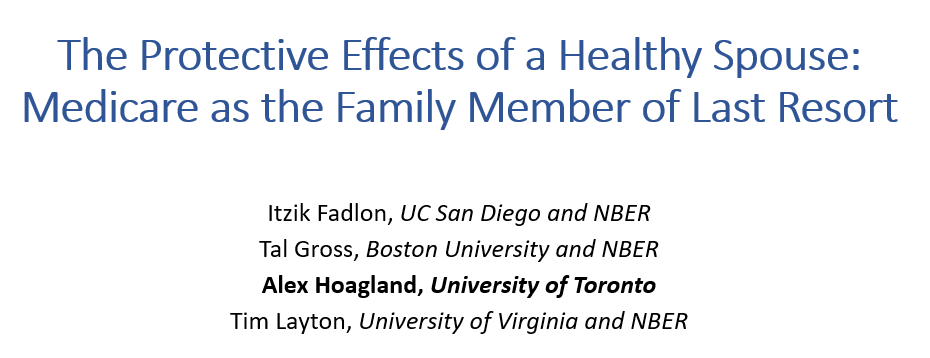 The Protective Effects of a Healthy Spouse:
Medicare as the Family Member of Last Resort
Itzik Fadlon, UC San Diego and NBER
Tal Gross, Boston University and NBER
Alex Hoagland, University of Toronto
Tim Layton, University of Virginia and NBER